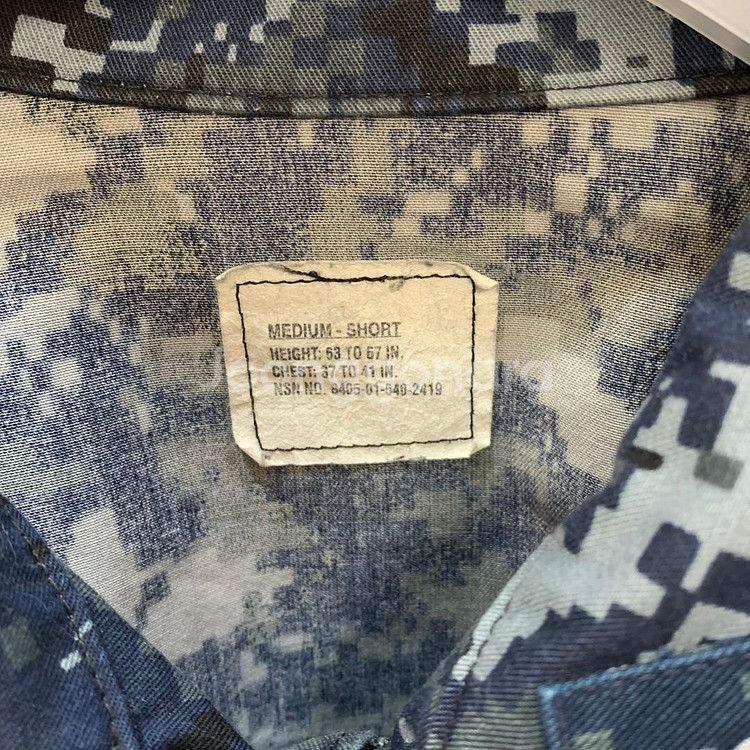 MEDIUM - SHORT
HEIGHT: 63 TO 67 IN.
CHEST: 37 TO 41 IN.
NSN NO. 8405-01-540-2419